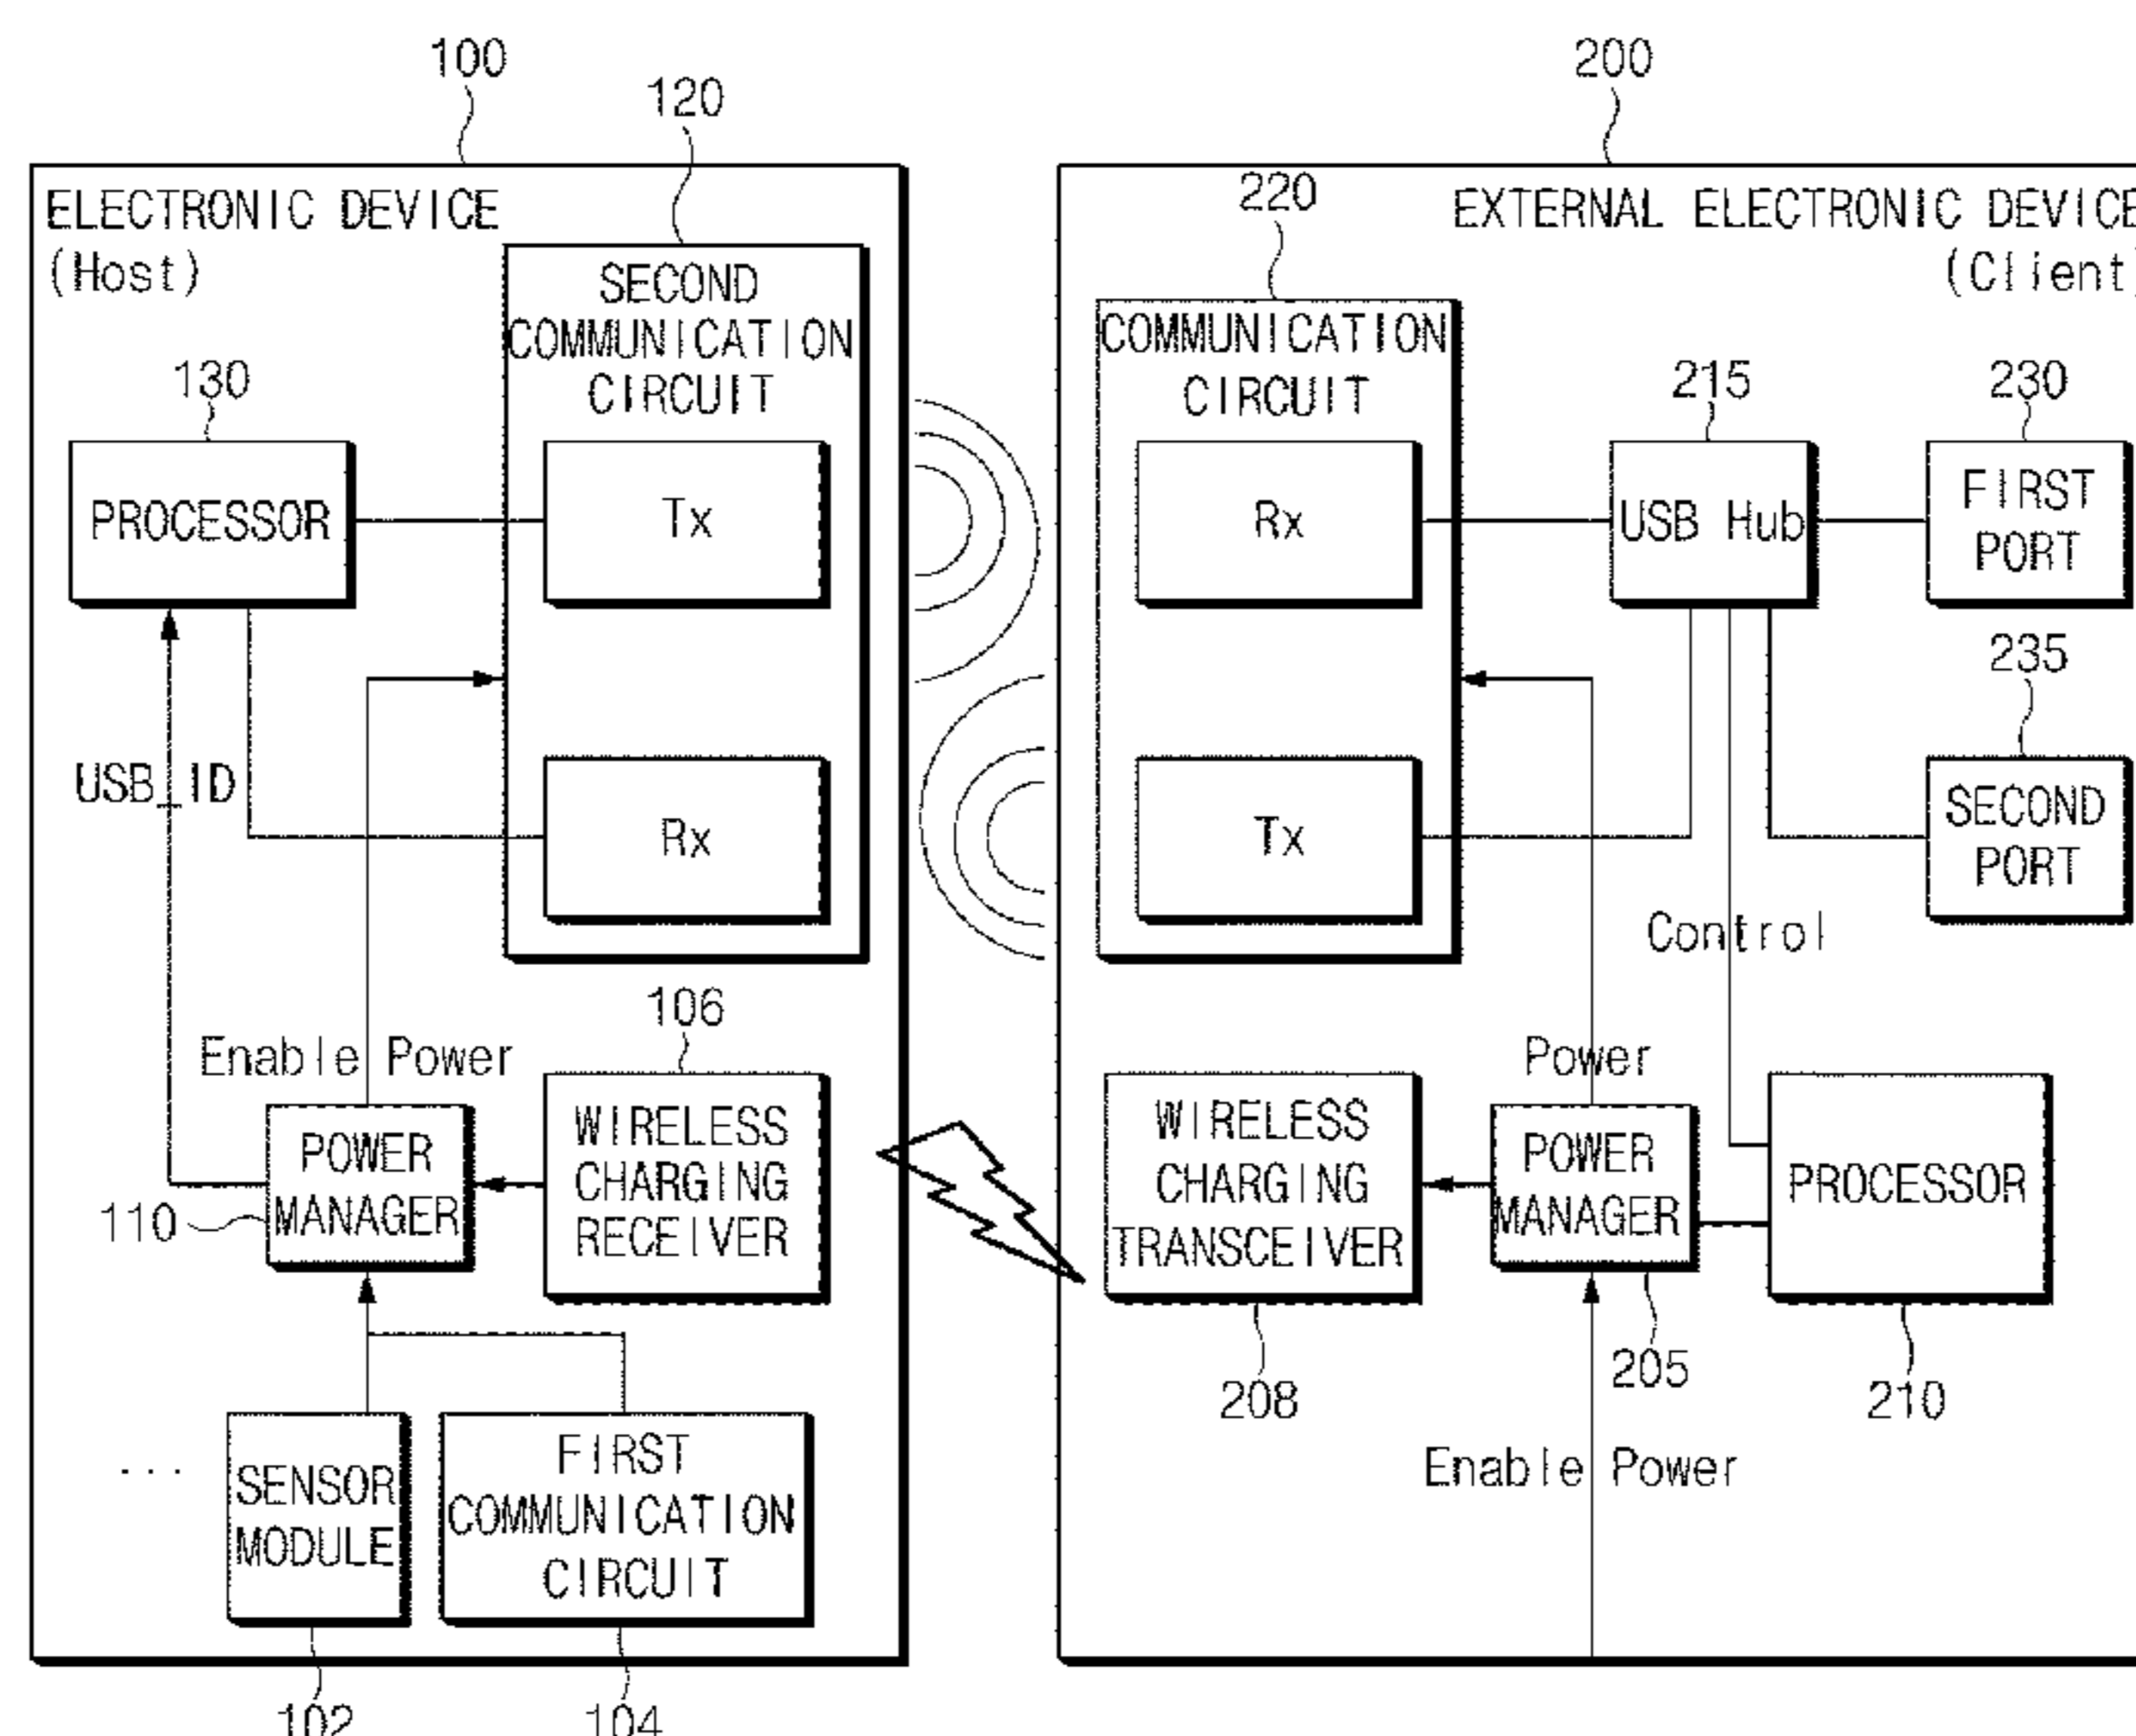 100
120
ELECTRONIC DEVICE
(Host)
SECOND
COMMUNICATION
CIRCUIT
130
PROCESSOR
Tx
USB_ID
Rx
106
Enable Power
POWER
MANAGER
110
WIRELESS
CHARGING
RECEIVER
SENSOR
MODULE
...
FIRST
COMMUNICATION
CIRCUIT
102
104
200
220
EXTERNAL ELECTRONIC DEVICE
(Client)
COMMUNICATION
CIRCUIT
215
230
Rx
USB Hub
FIRST
PORT
235
Tx
SECOND
PORT
Control
Power
WIRELESS
CHARGING
TRANSCEIVER
POWER
MANAGER
PROCESSOR
205
208
210
Enable Power